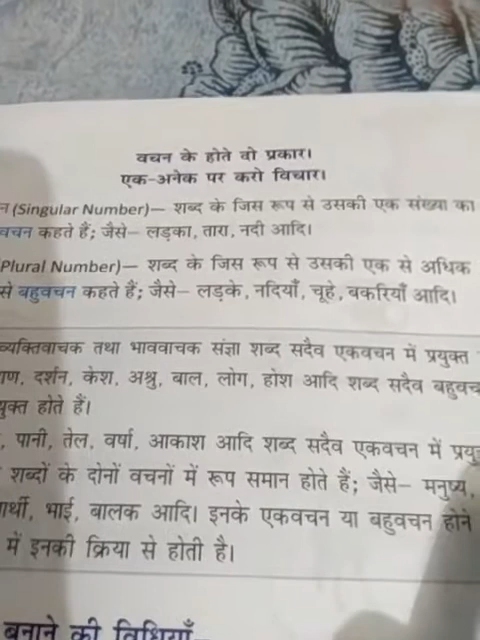 वचन के होते दो प्रकार।
एक-अनेक पर करो विचार।
न (Singular Number)— शब्द के जिस रूप से उसकी एक संख्या का
वचन कहते हैं; जैसे— लड़का, तारा, नदी आदि।
Plural Number)— शब्द के जिस रूप से उसकी एक से अधिक
से बहुवचन कहते हैं; जैसे— लड़के, नदियाँ, चूहे, बकरियाँ आदि।
व्यक्तिवाचक तथा भाववाचक संज्ञा शब्द सदैव एकवचन में प्रयुक्त
दर्शन, केश, अश्रु, बाल, लोग, होश आदि शब्द सदैव बहुवच
युक्त होते हैं।
पानी, तेल, वर्षा, आकाश आदि शब्द सदैव एकवचन में प्रयु
शब्दों के दोनों वचनों में रूप समान होते हैं; जैसे— मनुष्य,
ार्थी, भाई, बालक आदि। इनके एकवचन या बहुवचन होने
में इनकी क्रिया से होती है।
बनाने की विधियाँ